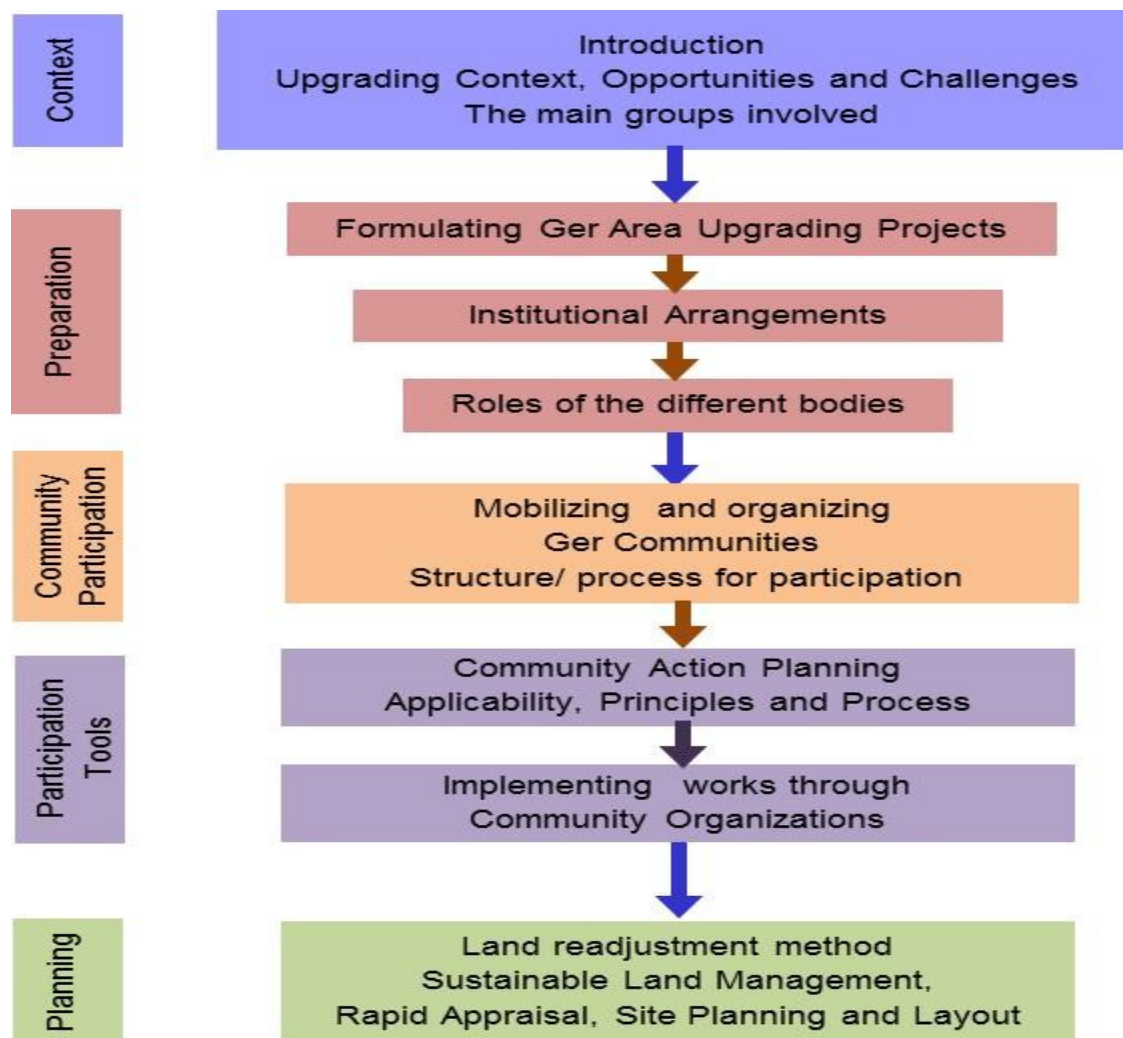 Context
Introduction
Upgrading Context, Opportunities and Challenges
The main groups involved
Preparation
Formulating Ger Area Upgrading Projects
Institutional Arrangements
Roles of the different bodies
Community
Participation
Mobilizing and organizing
Ger Communities
Structure/ process for participation
Participation
Tools
Community Action Planning
Applicability, Principles and Process
Implementing works through
Community Organizations
Planning
Land readjustment method
Sustainable Land Management,
Rapid Appraisal, Site Planning and Layout